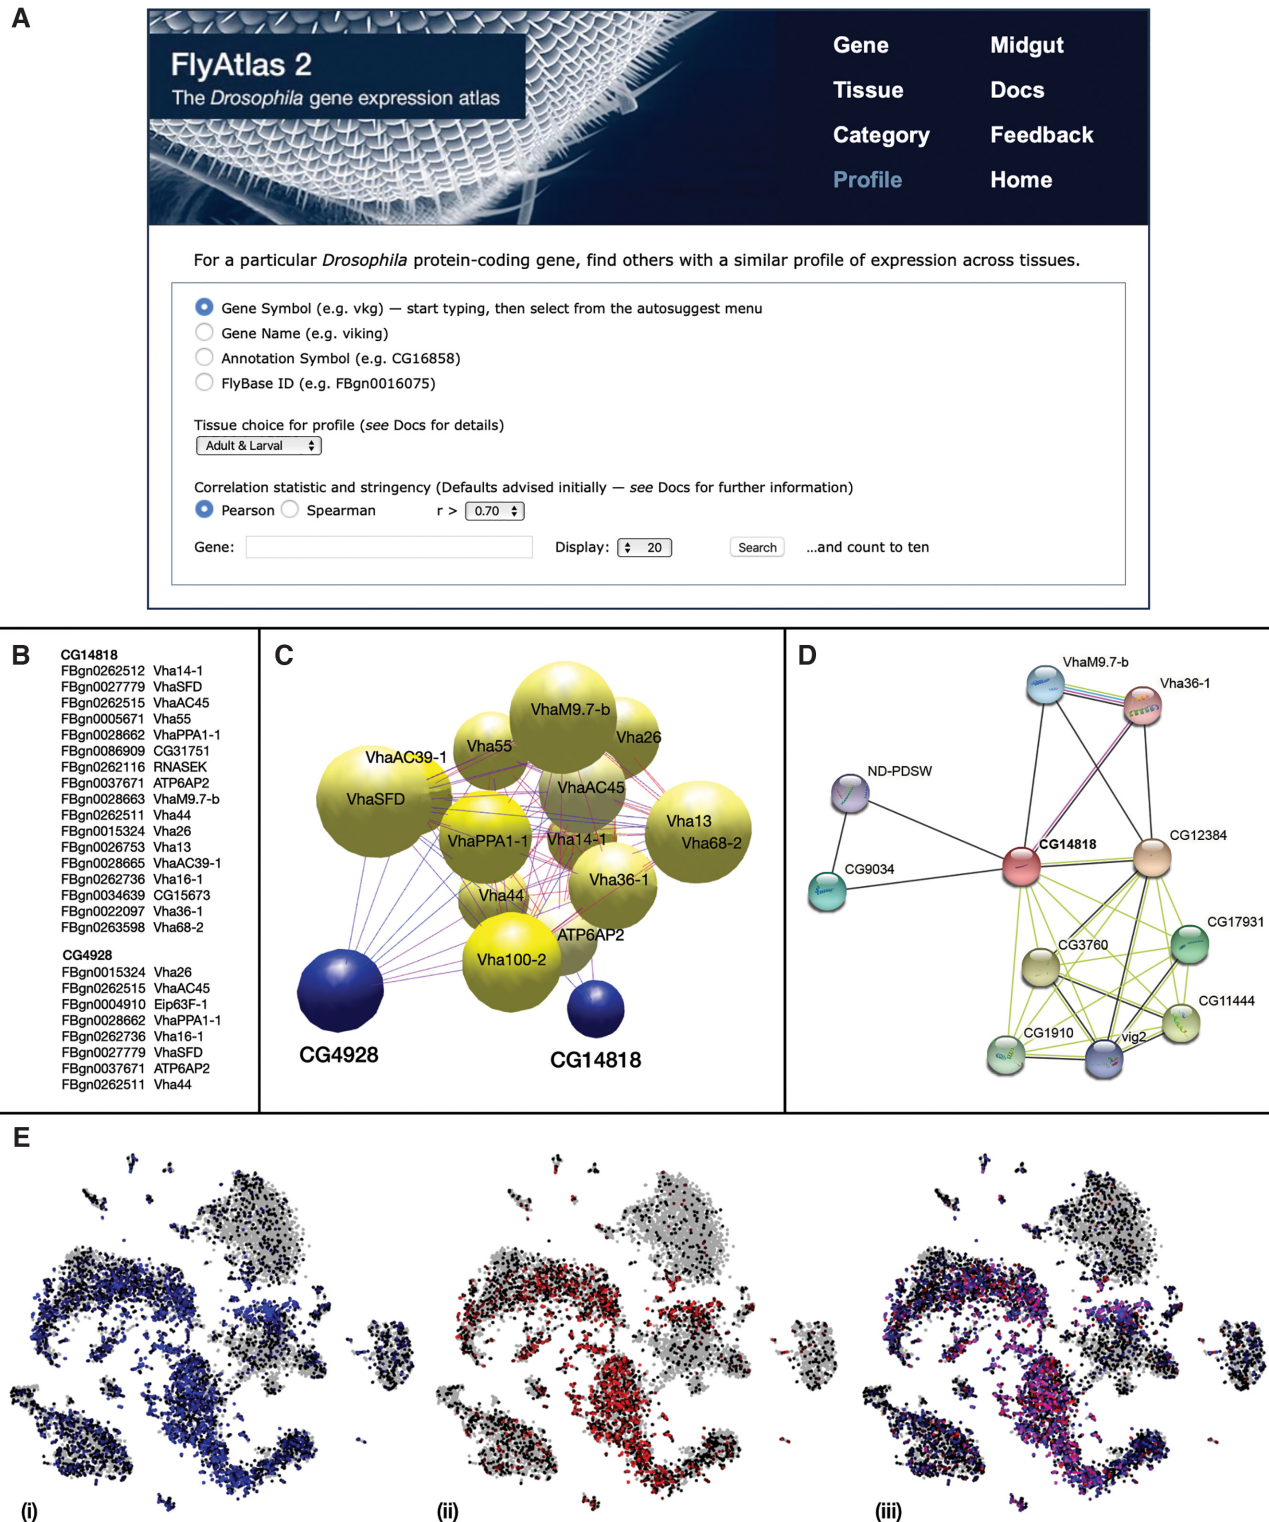 A
FlyAtlas 2
The Drosophila gene expression atlas
Gene
Midgut
Tissue
Docs
Category
Feedback
Profile
Home
For a particular Drosophila protein-coding gene, find others with a similar profile of expression across tissues.
Gene Symbol (e.g. vkg) — start typing, then select from the autosuggest menu
Gene Name (e.g. viking)
Annotation Symbol (e.g. CG16858)
FlyBase ID (e.g. FBgn0016075)
Tissue choice for profile (see Docs for details)
Adult & Larval
Correlation statistic and stringency (Defaults advised initially — see Docs for further information)
Pearson Spearman r > 0.70
Gene: Display: 20 Search ...and count to ten
B
CG14818
FBgn0262512 Vha14-1
FBgn0027779 VhaSFD
FBgn0262515 VhaAC45
FBgn0005671 Vha55
FBgn0028662 VhaPPA1-1
FBgn0086909 CG31751
FBgn0262116 RNASEK
FBgn0037671 ATP6AP2
FBgn0028663 VhaM9.7-b
FBgn0262511 Vha44
FBgn0015324 Vha26
FBgn0026753 Vha13
FBgn0028665 VhaAC39-1
FBgn0262736 Vha16-1
FBgn0034639 CG15673
FBgn0022097 Vha36-1
FBgn0263598 Vha68-2
CG4928
FBgn0015324 Vha26
FBgn0262515 VhaAC45
FBgn0004910 Eip63F-1
FBgn0028662 VhaPPA1-1
FBgn0262736 Vha16-1
FBgn0027779 VhaSFD
FBgn0037671 ATP6AP2
FBgn0262511 Vha44
C
VhaM9.7-b
Vha55
Vha26
VhaAC39-1
VhaSFD
VhaAC45
Vha13
VhaPPA1-1
Vha14-1
Vha68-2
Vha36-1
Vha44
ATP6AP2
Vha100-2
CG4928
CG14818
D
VhaM9.7-b
Vha36-1
ND-PDSW
CG14818
CG12384
CG9034
CG17931
CG3760
CG11444
CG1910
vig2
E
(i)
(ii)
(iii)